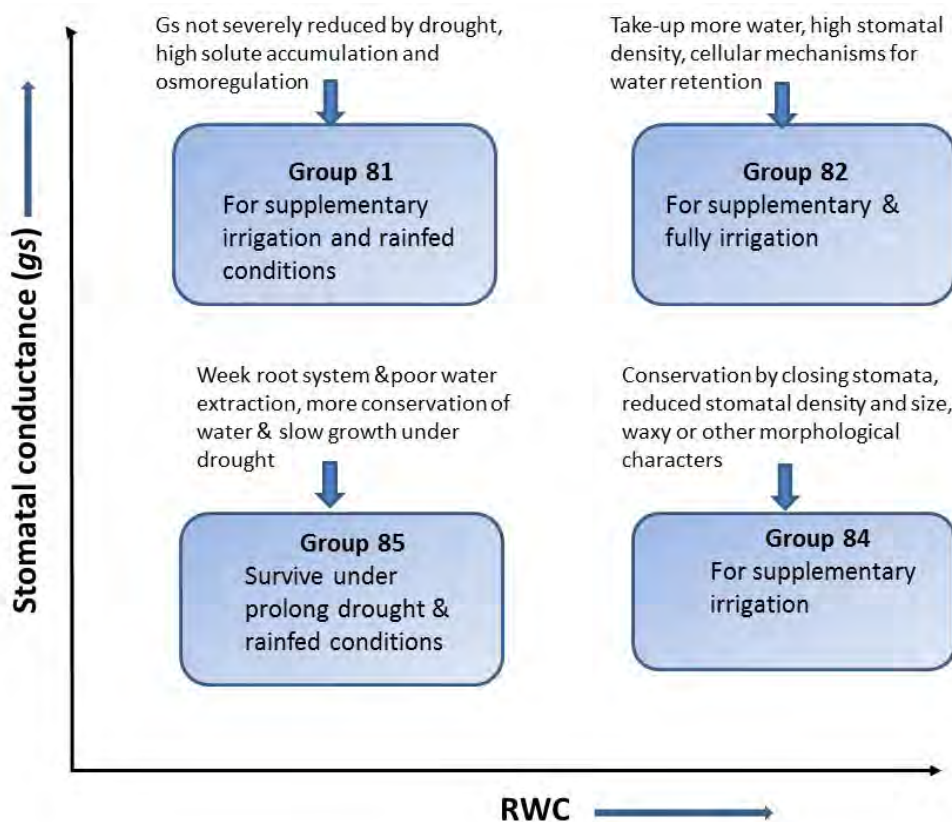 Gs not severely reduced by drought,
high solute accumulation and
osmoregulation
Take-up more water, high stomatal
density, cellular mechanisms for
water retention
Group 81
For supplementary
irrigation and rainfed
conditions
Group 82
For supplementary &
fully irrigation
Week root system &poor water
extraction, more conservation of
water & slow growth under
drought
Conservation by closing stomata,
reduced stomatal density and size,
waxy or other morphological
characters
Group 85
Survive under
prolong drought &
rainfed conditions
Group 84
For supplementary
irrigation
Stomatal conductance (gs)
RWC